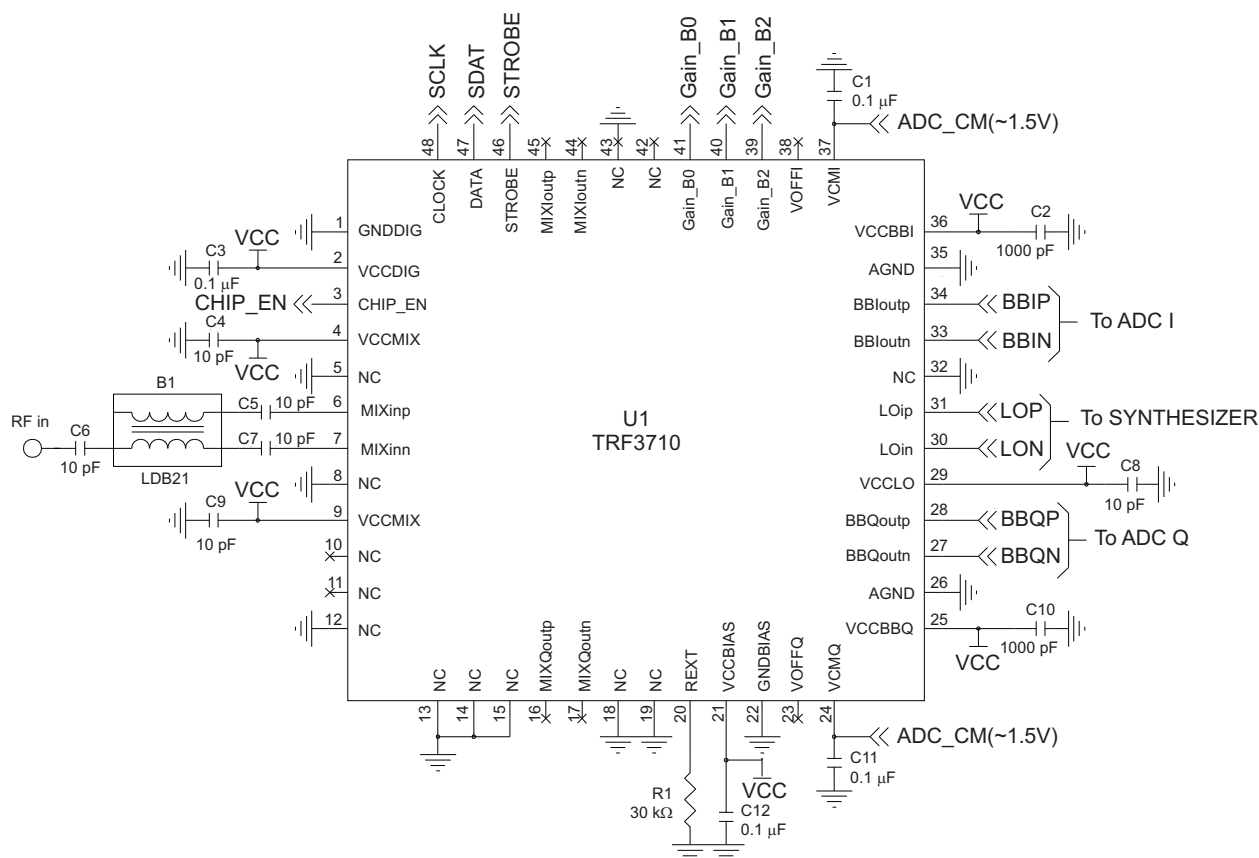 SCLK
SDAT
STROBE
Gain_B0
Gain_B1
Gain_B2
C1
0.1 μF
ADC_CM(~1.5V)
48
47
46
45
44
43
42
41
40
39
38
37
CLOCK
DATA
STROBE
MIXIoutp
MIXIoutn
NC
NC
Gain_B0
Gain_B1
Gain_B2
VOFFI
VCMI
1 GNDDIG
C3
0.1 μF
VCC
2 VCCDIG
CHIP_EN
3 CHIP_EN
C4
10 pF
VCC
4 VCCMIX
5 NC
B1
LDB21
RF in
C6
10 pF
C5 10 pF
6 MIXinp
C7 10 pF
7 MIXinn
8 NC
C9
10 pF
VCC
9 VCCMIX
10 NC
11 NC
12 NC
U1
TRF3710
VCCBBI 36
VCC
C2
1000 pF
AGND 35
BBIoutp 34
BBIP
BBIoutn 33
BBIN
To ADC I
NC 32
LOip 31
LOP
LOin 30
LON
To SYNTHESIZER
VCCLO 29
VCC
C8
10 pF
BBQoutp 28
BBQP
BBQoutn 27
BBQN
To ADC Q
AGND 26
VCCBBQ 25
VCC
C10
1000 pF
NC
NC
NC
MIXQoutp
MIXQoutn
NC
NC
REXT
VCCBIAS
GNDBIAS
VOFFQ
VCMQ
13
14
15
16
17
18
19
20
21
22
23
24
ADC_CM(~1.5V)
C11
0.1 μF
R1
30 kΩ
VCC
C12
0.1 μF